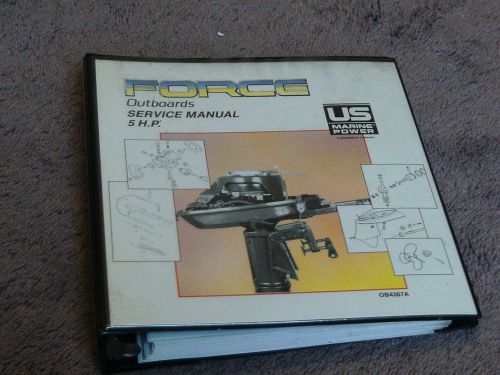 FORCE
Outboards
SERVICE MANUAL
5 H.P.
US
MARINE
POWER
OB4267A